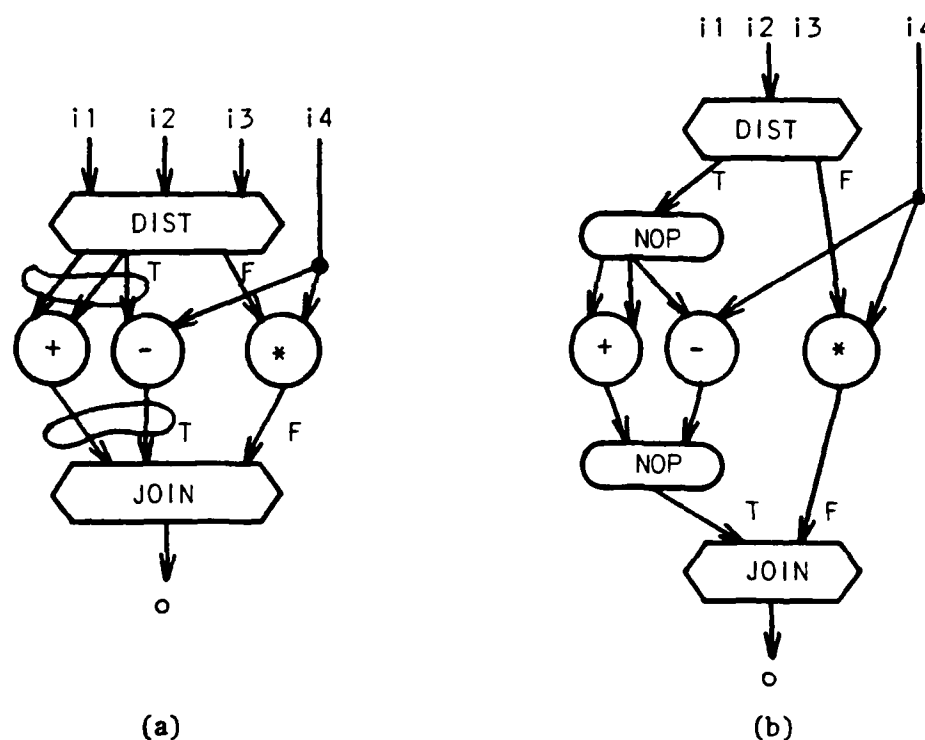 i1 i2 i3 i4
DIST
T F
+ - *
T F
JOIN
o
(a)
i1 i2 i3 i4
DIST
T F
NOP
+ - *
NOP
T F
JOIN
o
(b)